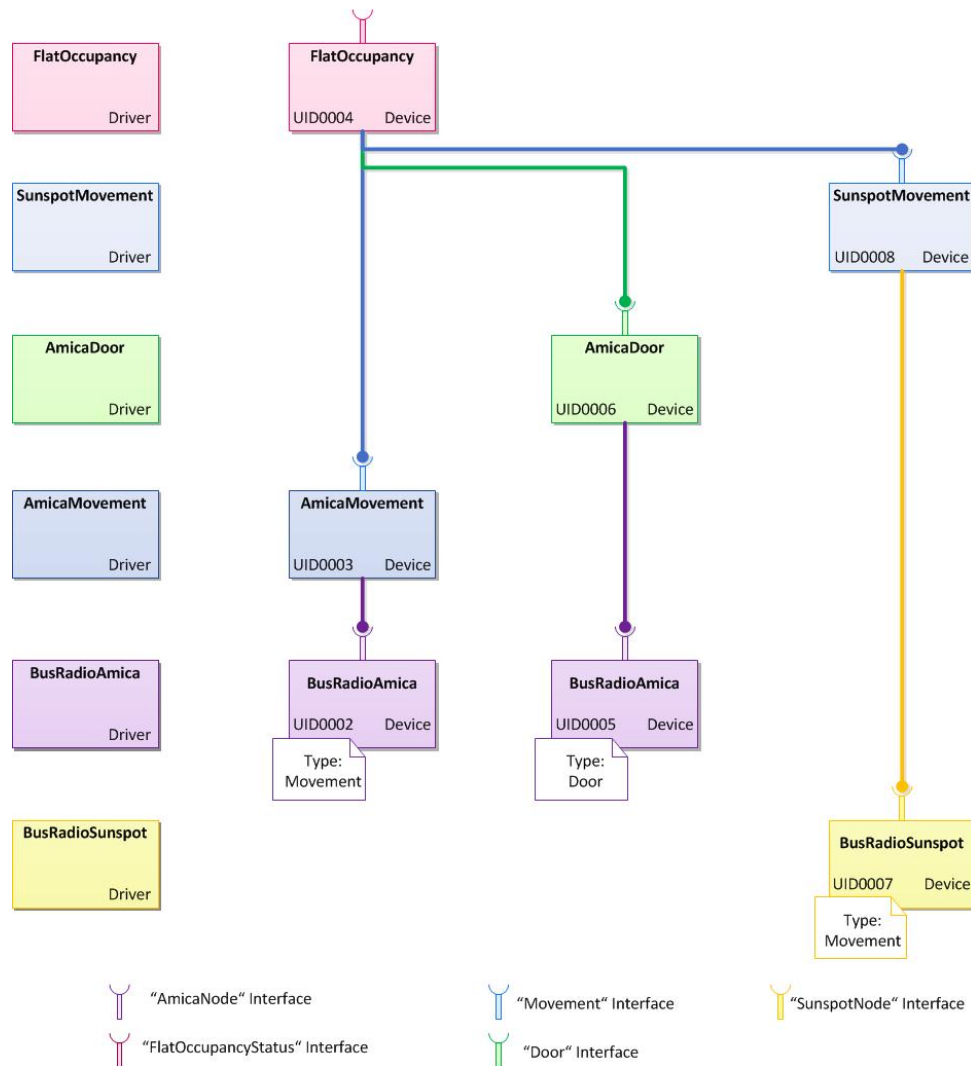 FlatOccupancy
Driver
FlatOccupancy
UID0004 Device
SunspotMovement
Driver
SunspotMovement
UID0008 Device
AmicaDoor
Driver
AmicaDoor
UID0006 Device
AmicaMovement
Driver
AmicaMovement
UID0003 Device
BusRadioAmica
Driver
BusRadioAmica
UID0002 Device
Type:
Movement
BusRadioAmica
UID0005 Device
Type:
Door
BusRadioSunspot
Driver
BusRadioSunspot
UID0007 Device
Type:
Movement
“AmicaNode“ Interface
“Movement“ Interface
“SunspotNode“ Interface
“FlatOccupancyStatus“ Interface
“Door“ Interface